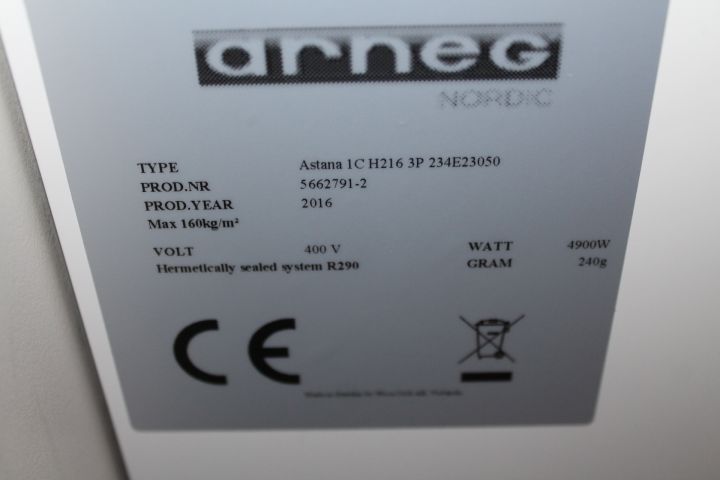 arneg
NORDIC
TYPE Astana 1C H216 3P 234E23050
PROD.NR 5662791-2
PROD.YEAR 2016
Max 160kg/m²
VOLT 400 V WATT 4900W
Hermetically sealed system R290 GRAM 240g
CE